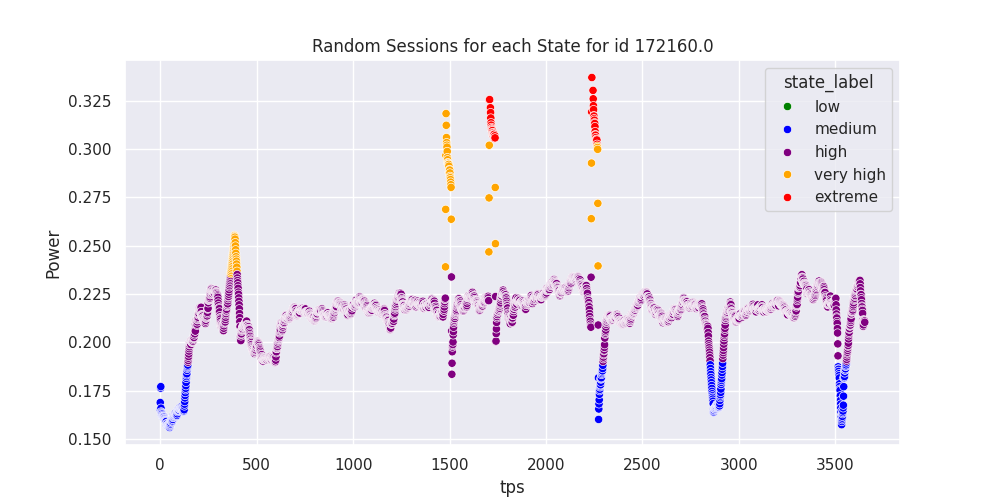 Random Sessions for each State for id 172160.0
state_label
low
medium
high
very high
extreme
Power
0.325
0.300
0.275
0.250
0.225
0.200
0.175
0.150
0 500 1000 1500 2000 2500 3000 3500
tps